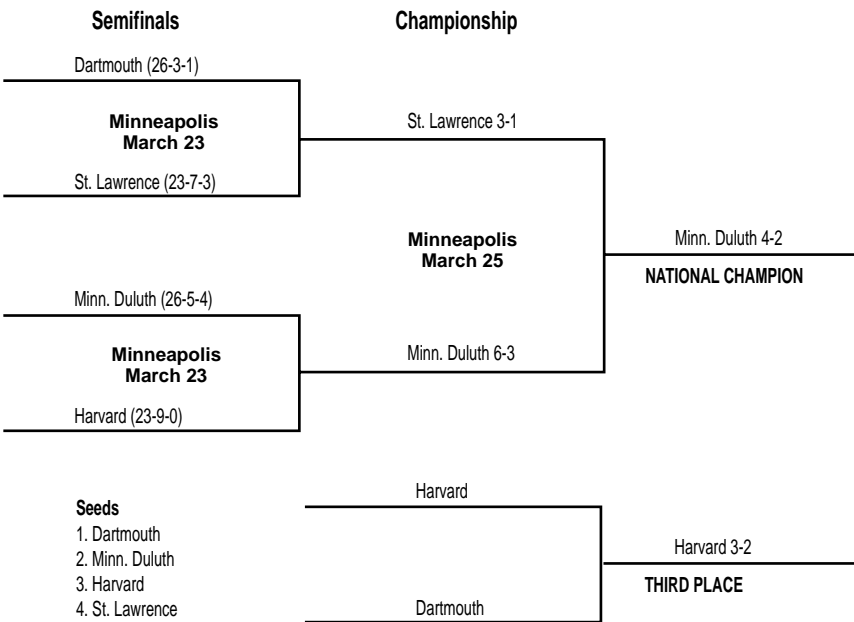 Semifinals
Championship
Dartmouth (26-3-1)
Minneapolis
March 23
St. Lawrence 3-1
St. Lawrence (23-7-3)
Minneapolis
March 25
Minn. Duluth 4-2
NATIONAL CHAMPION
Minn. Duluth (26-5-4)
Minneapolis
March 23
Minn. Duluth 6-3
Harvard (23-9-0)
Seeds
1. Dartmouth
2. Minn. Duluth
3. Harvard
4. St. Lawrence
Harvard
Harvard 3-2
THIRD PLACE
Dartmouth